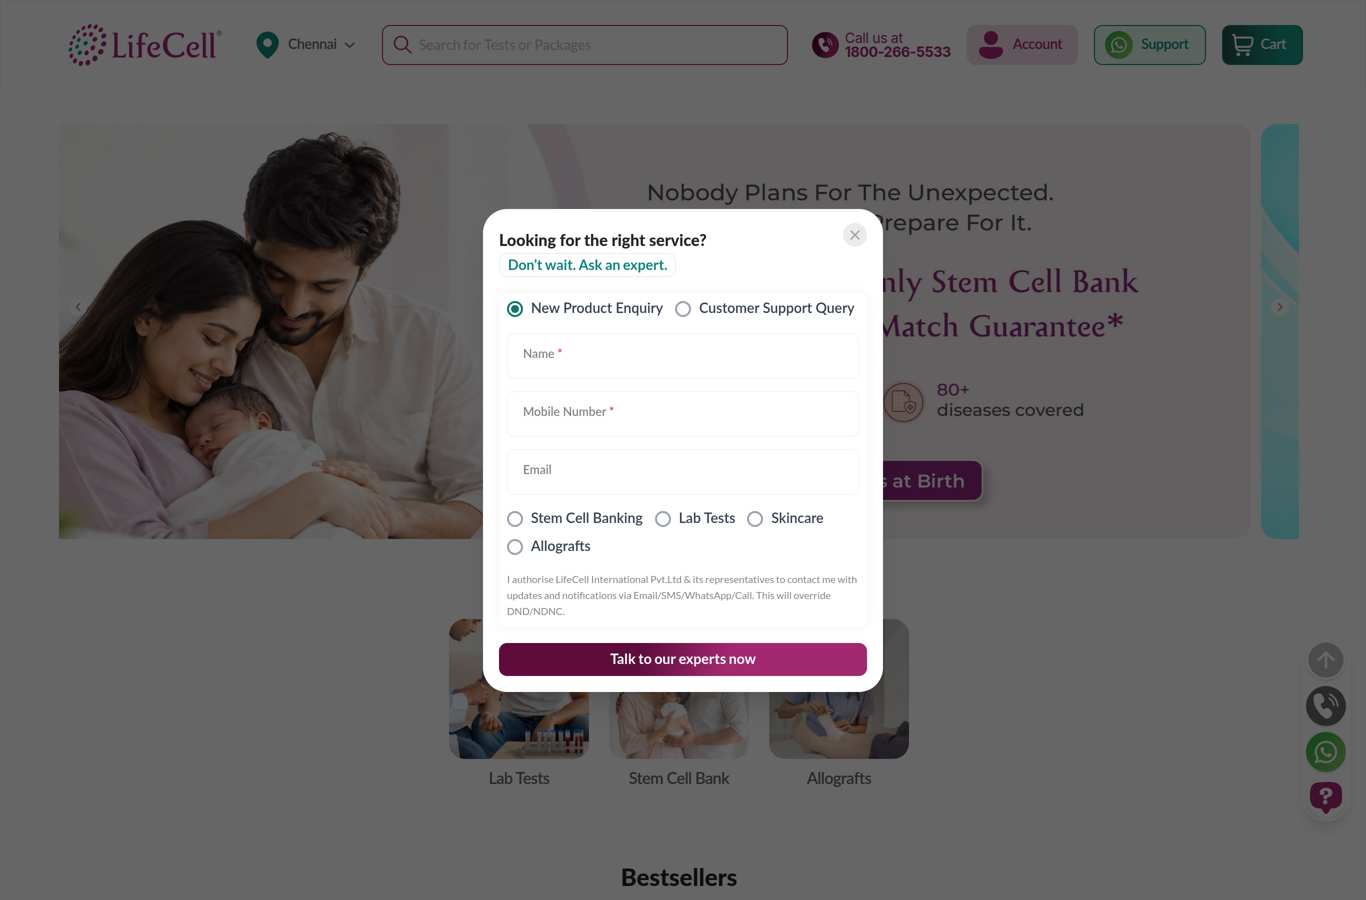 LifeCell
Chennai
Search for Tests or Packages
Call us at
1800-266-5533
Account
Support
Cart
Nobody Plans For The Unexpected.
Prepare For It.
nly Stem Cell Bank
Match Guarantee*
80+
diseases covered
s at Birth
Looking for the right service?
Don't wait. Ask an expert.
New Product Enquiry
Customer Support Query
Name *
Mobile Number *
Email
Stem Cell Banking
Lab Tests
Skincare
Allografts
I authorise LifeCell International Pvt.Ltd & its representatives to contact me with
updates and notifications via Email/SMS/WhatsApp/Call. This will override
DND/NDNC.
Talk to our experts now
Lab Tests
Stem Cell Bank
Allografts
Bestsellers